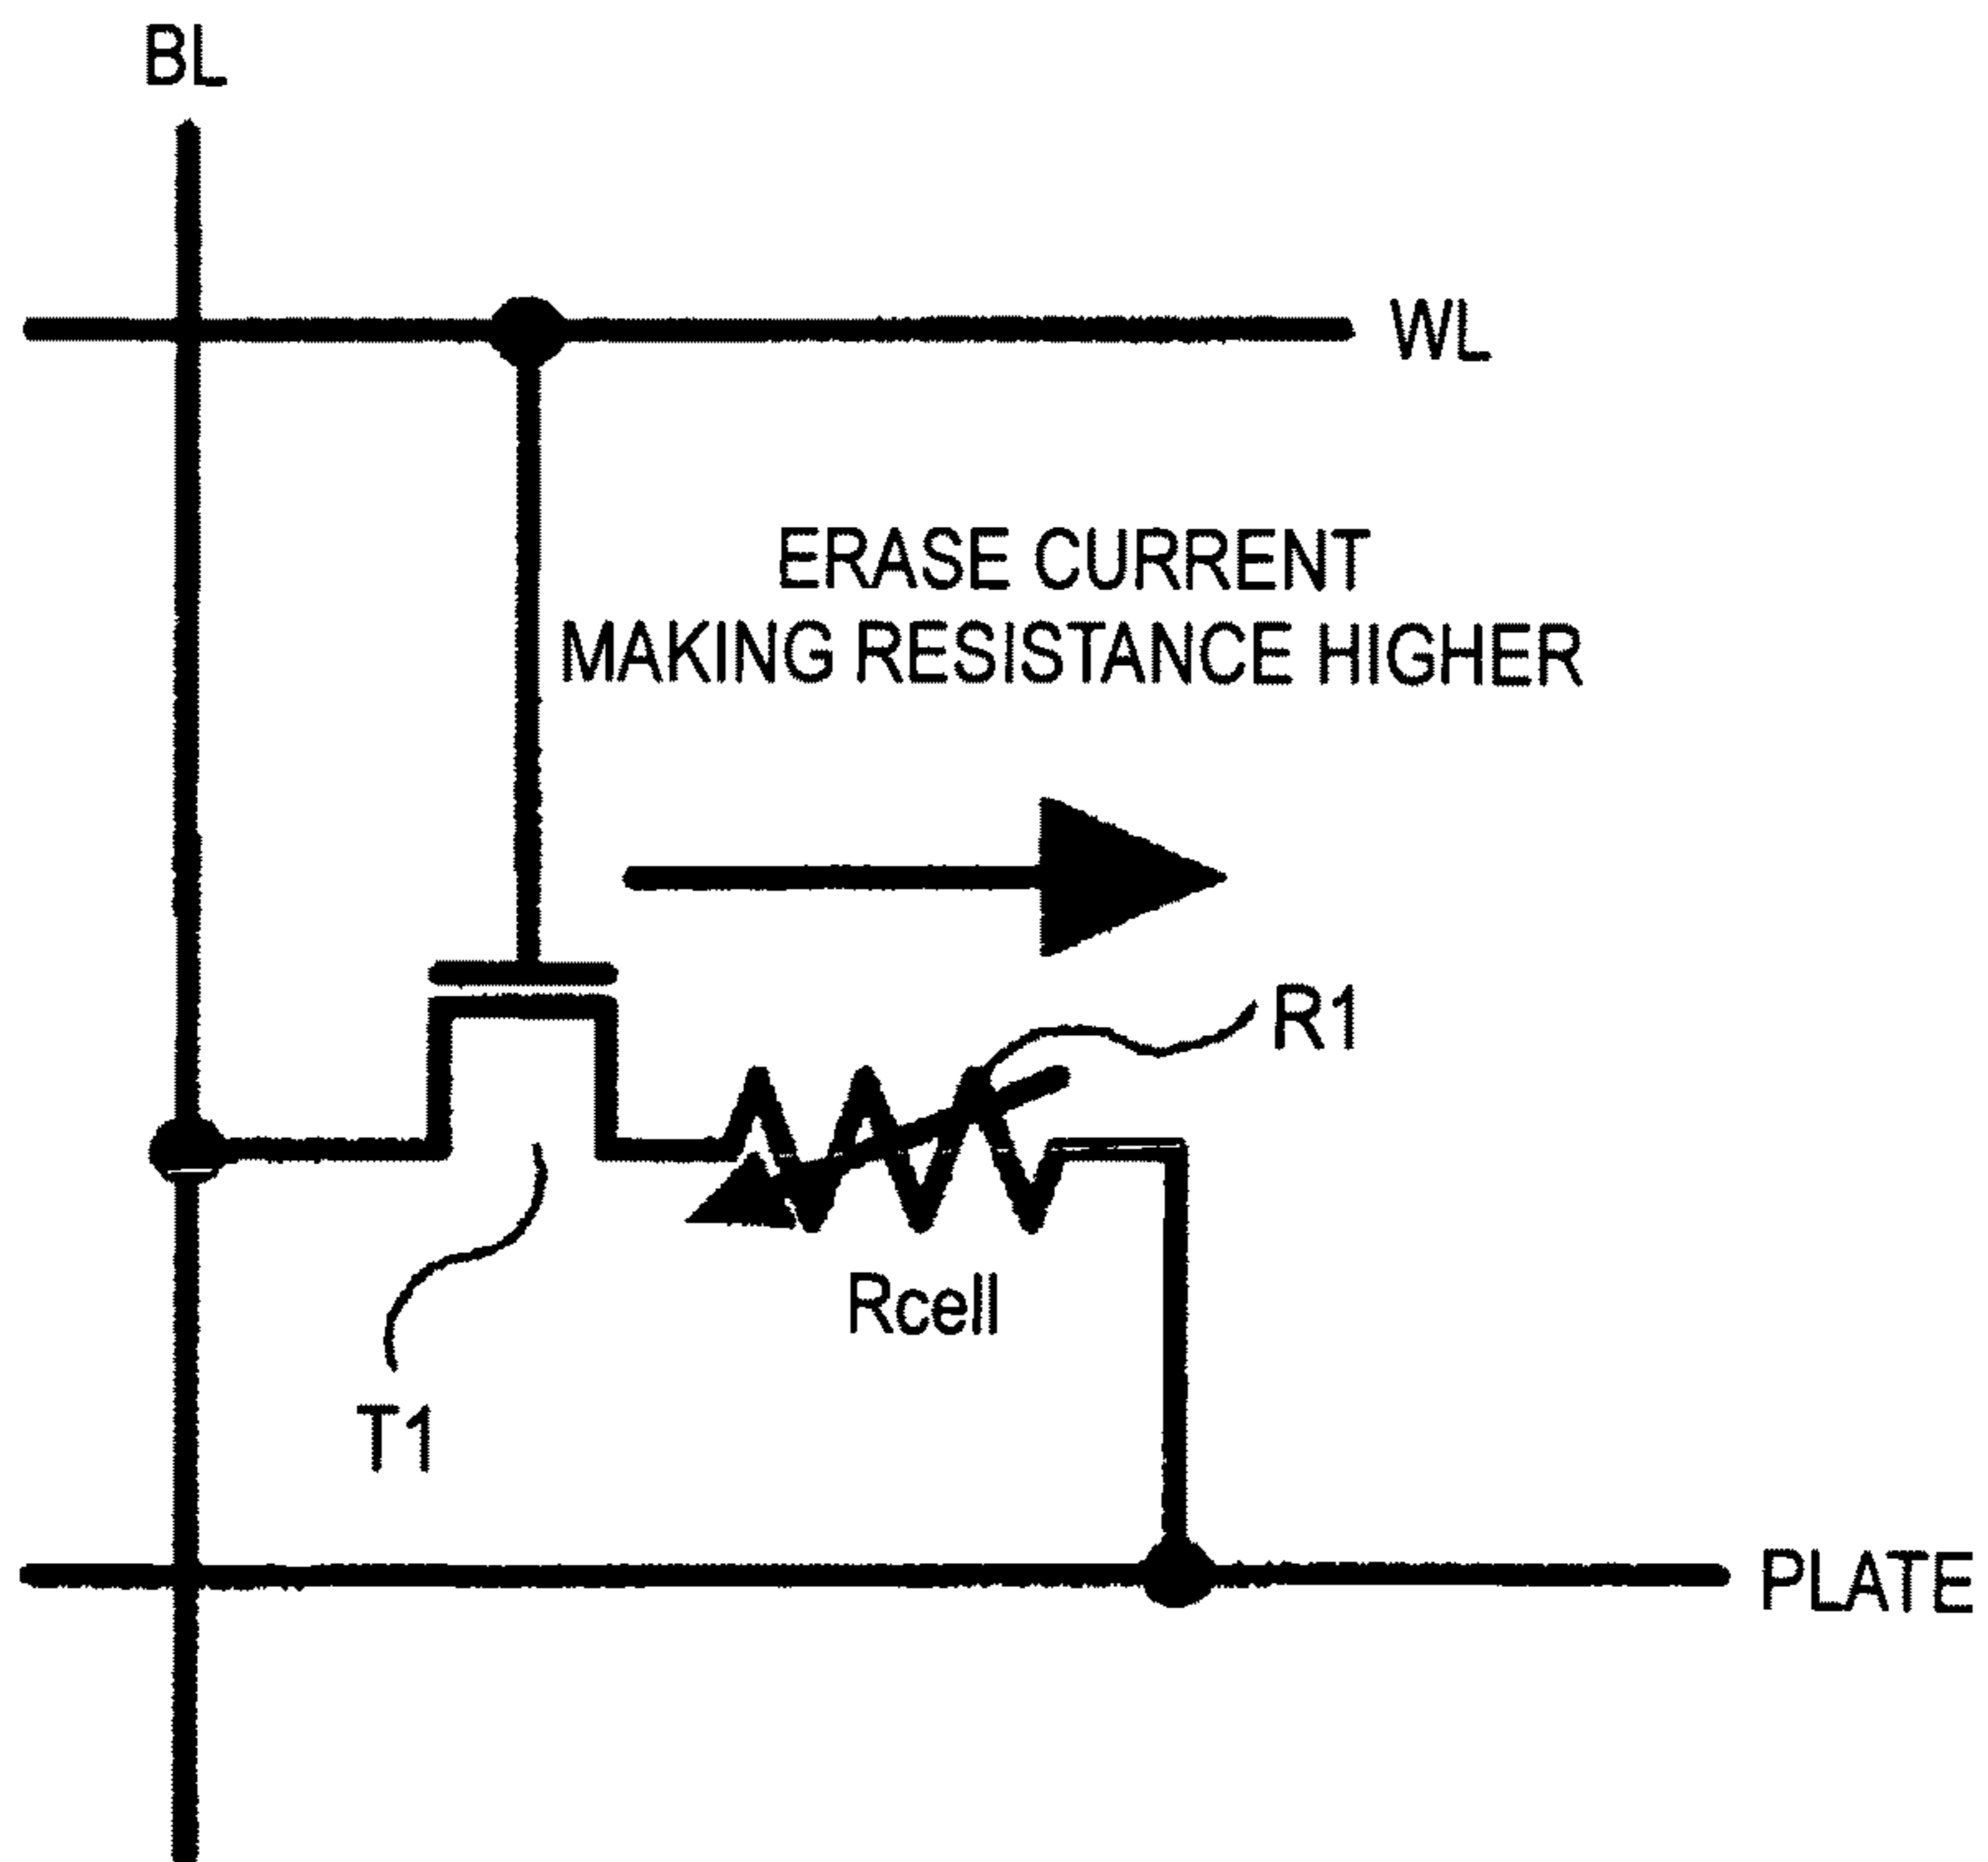 BL
WL
ERASE CURRENT
MAKING RESISTANCE HIGHER
R1
Rcell
T1
PLATE